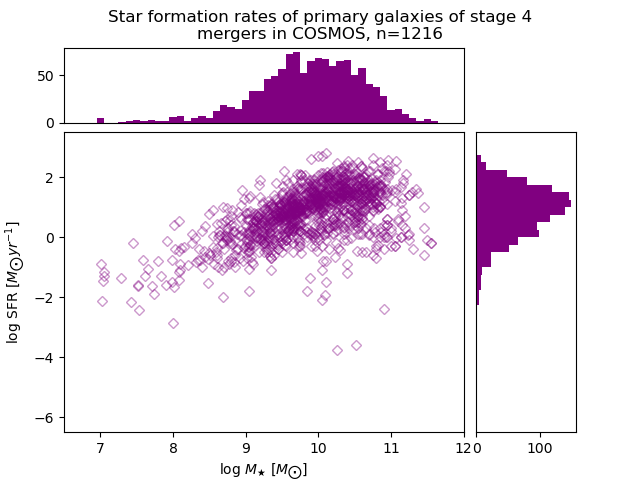 Star formation rates of primary galaxies of stage 4
mergers in COSMOS, n=1216
50
0
2
0
−2
−4
−6
log SFR [M⨀yr⁻¹]
7 8 9 10 11 12
0 100
log M★ [M⨀]